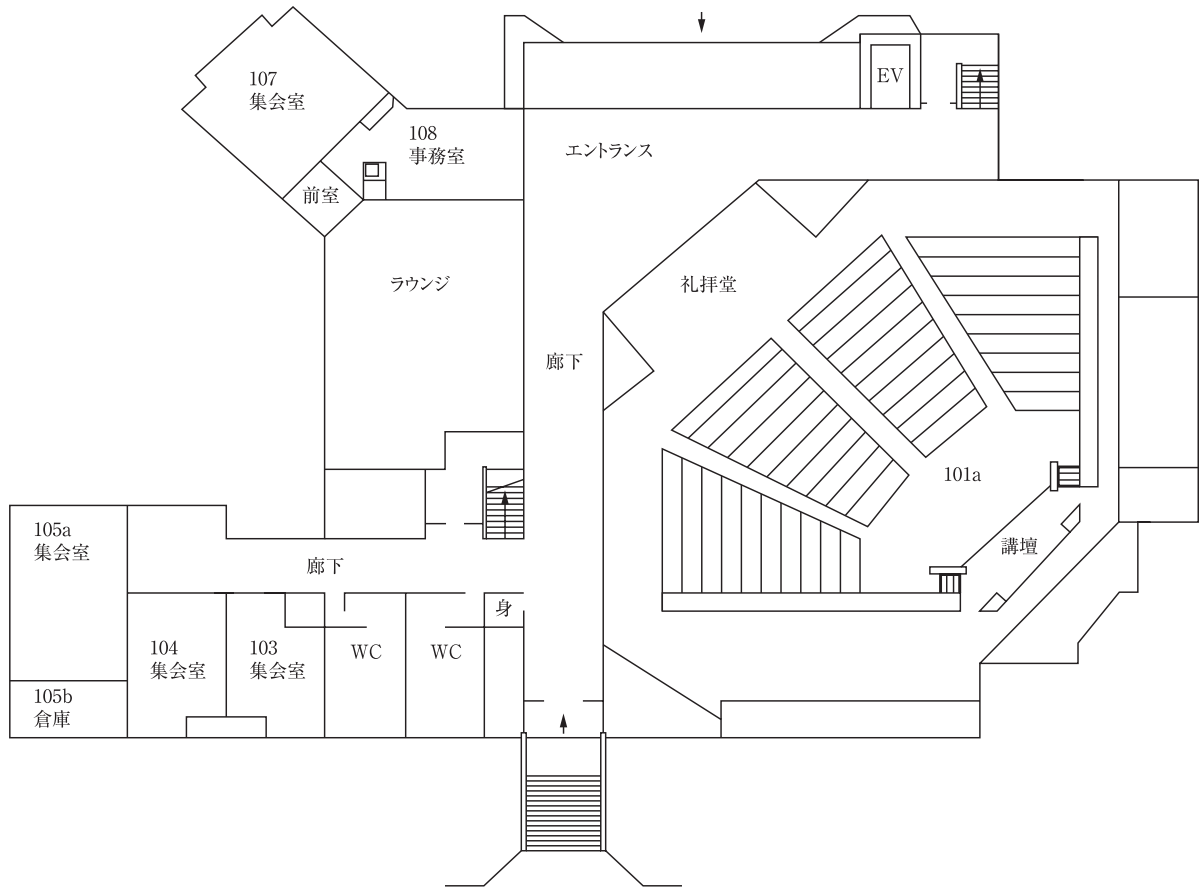 107
集会室
108
事務室
EV
エントランス
前室
ラウンジ
礼拝堂
廊下
101a
講壇
105a
集会室
廊下
身
104
集会室
103
集会室
WC
WC
105b
倉庫